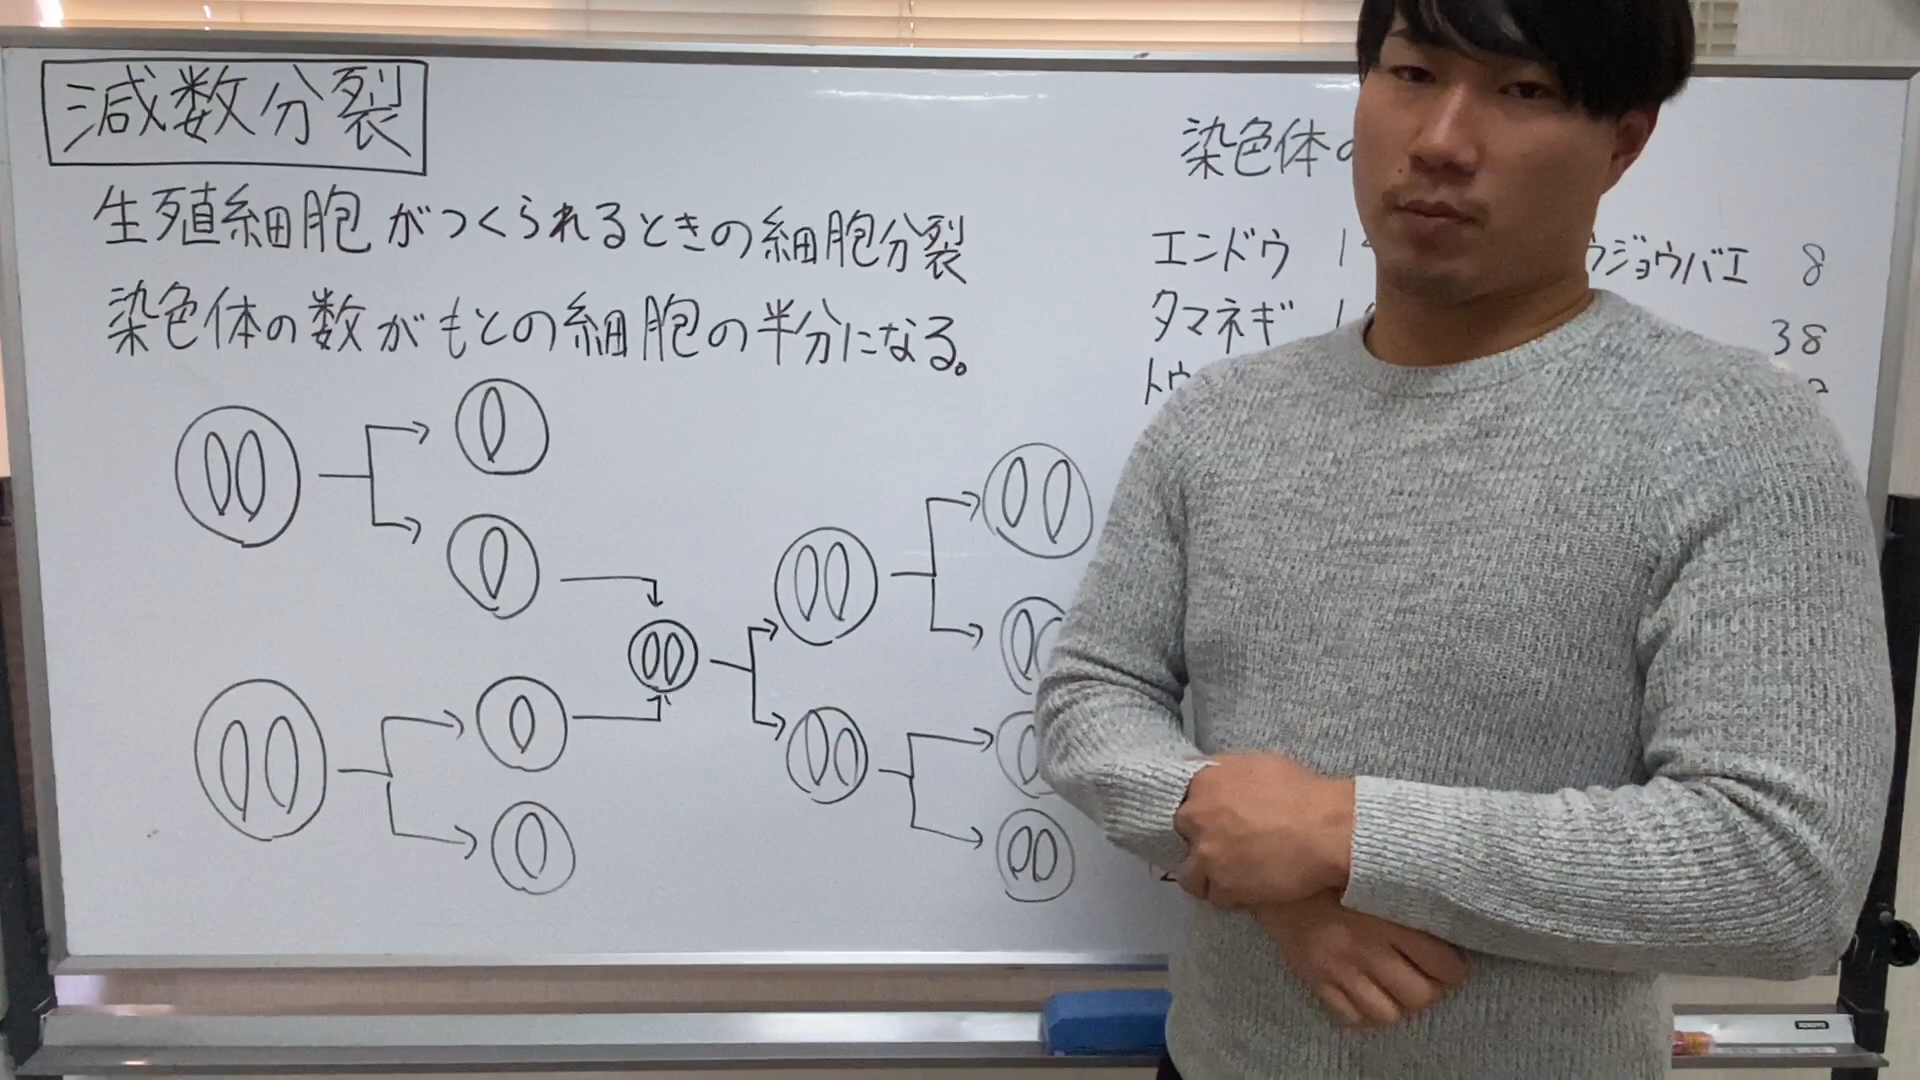 減数分裂
生殖細胞がつくられるときの細胞分裂
染色体の数がもとの細胞の半分になる。
染色体の
エンドウ 1
ウジョウバエ 8
タマネギ 1
38
トウ